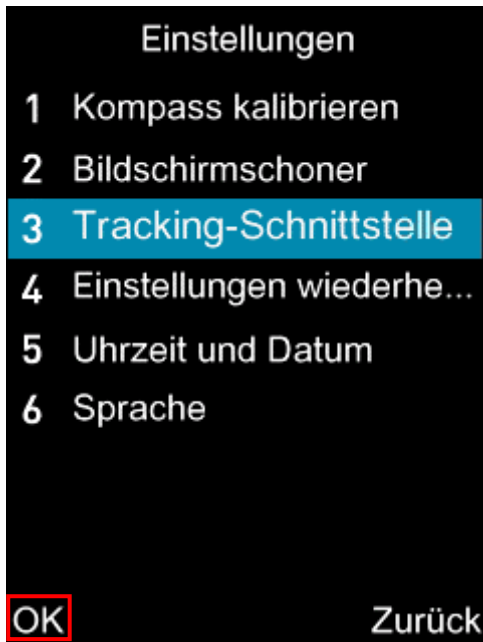 Einstellungen
1 Kompass kalibrieren
2 Bildschirmschoner
3 Tracking-Schnittstelle
4 Einstellungen wiederhe...
5 Uhrzeit und Datum
6 Sprache
OK Zurück